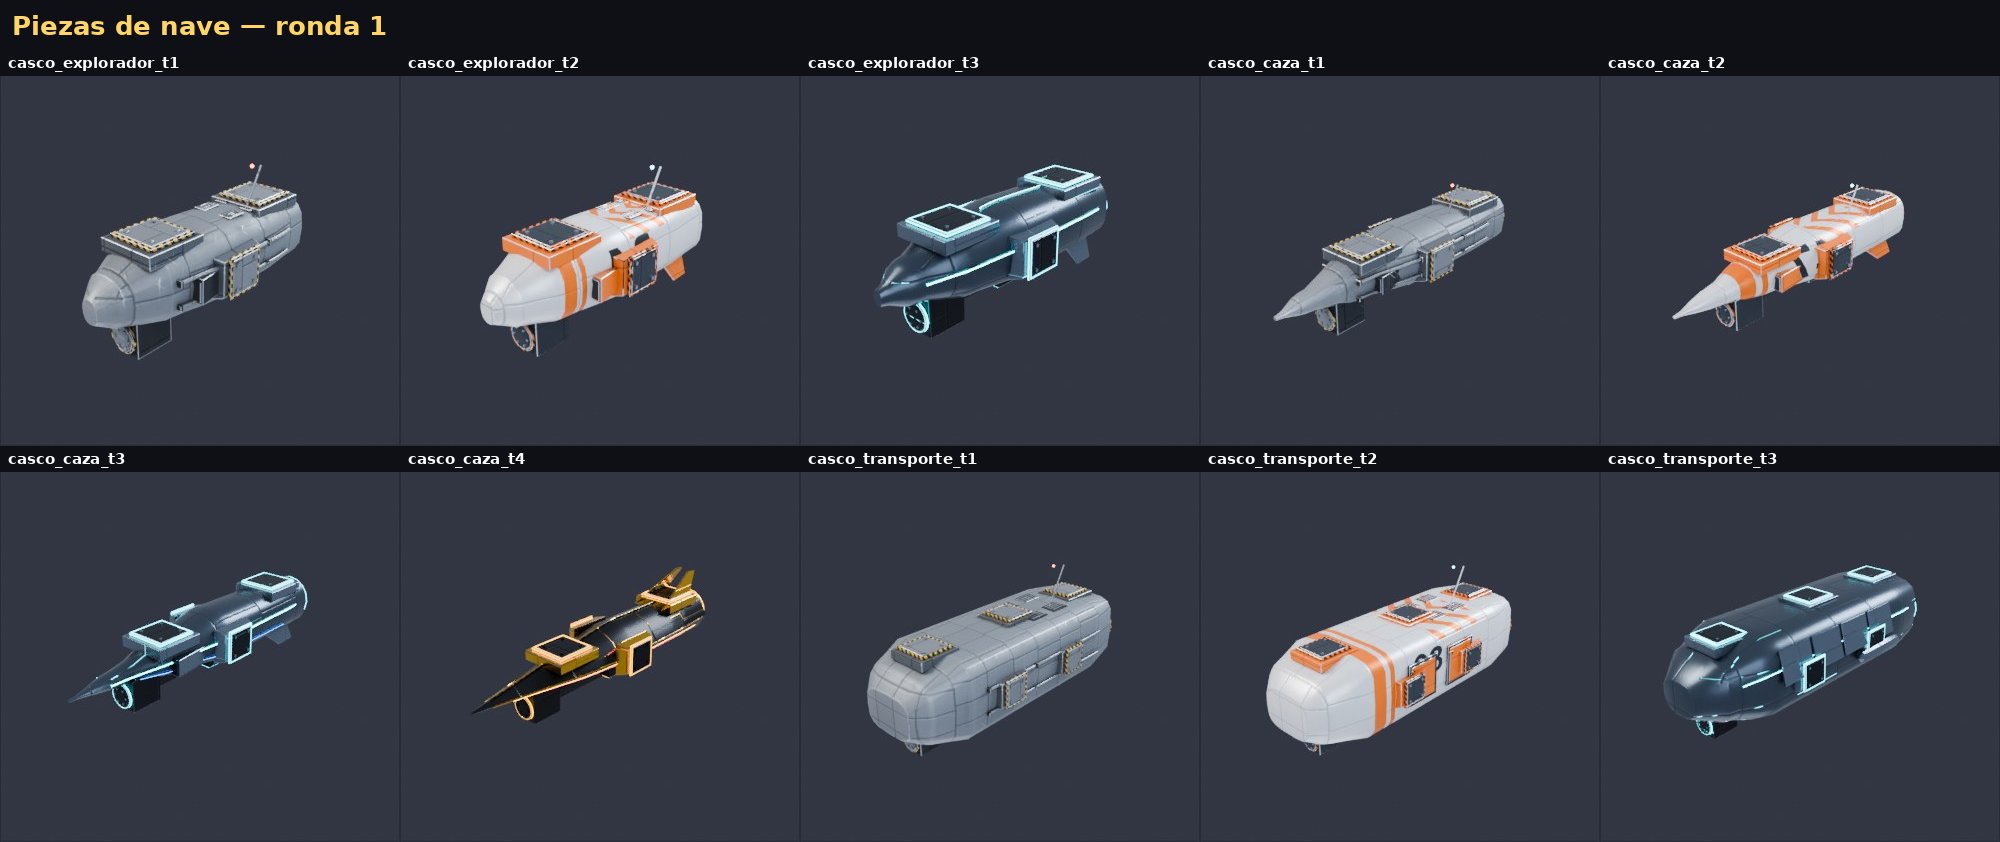 Piezas de nave — ronda 1
casco_explorador_t1
casco_explorador_t2
casco_explorador_t3
casco_caza_t1
casco_caza_t2
casco_caza_t3
casco_caza_t4
casco_transporte_t1
casco_transporte_t2
casco_transporte_t3